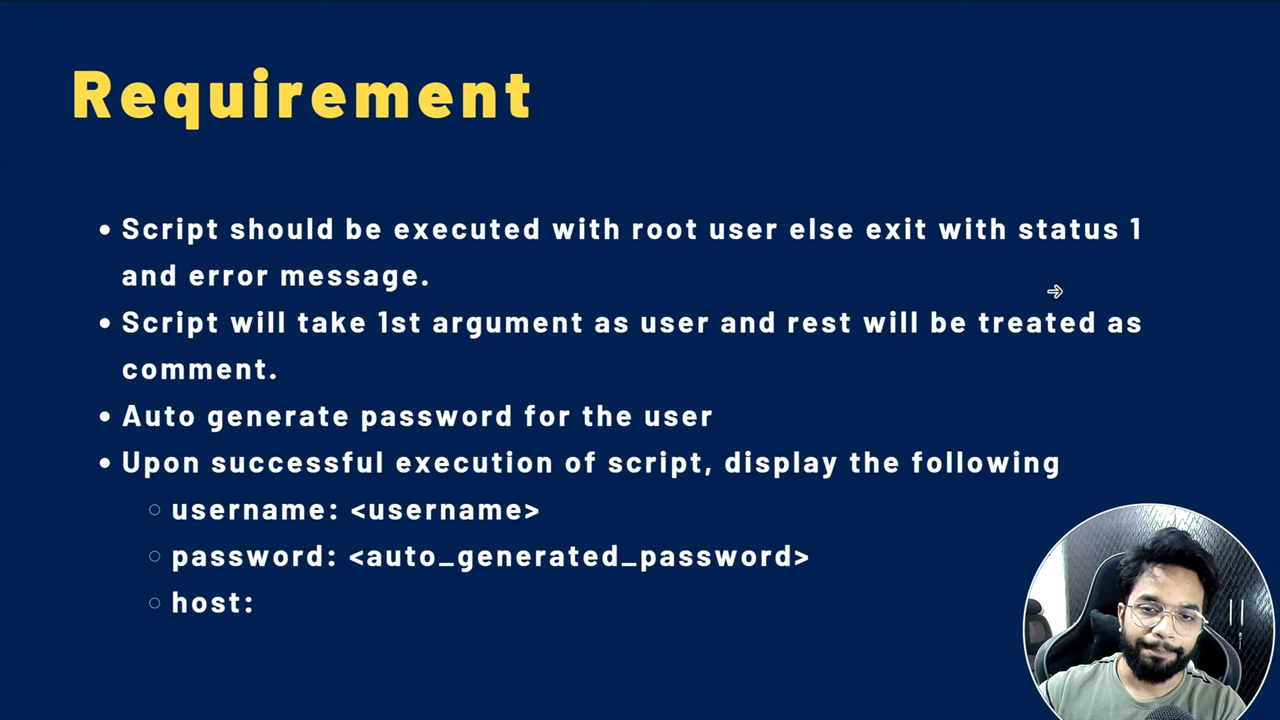 Requirement
Script should be executed with root user else exit with status 1
and error message.
Script will take 1st argument as user and rest will be treated as
comment.
Auto generate password for the user
Upon successful execution of script, display the following
username: <username>
password: <auto_generated_password>
host: